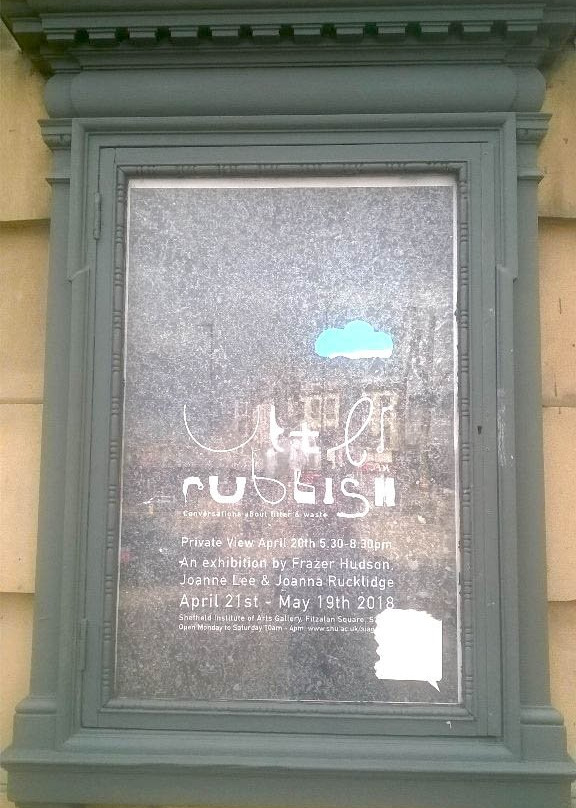 Utter
rubbish
Conversations about litter & waste
Private View April 20th 5.30-8.30pm
An exhibition by Frazer Hudson,
Joanne Lee & Joanna Rucklidge
April 21st - May 19th 2018
Sheffield Institute of Arts Gallery, Fitzalan Square,
Open Monday to Saturday 10am - 4pm.